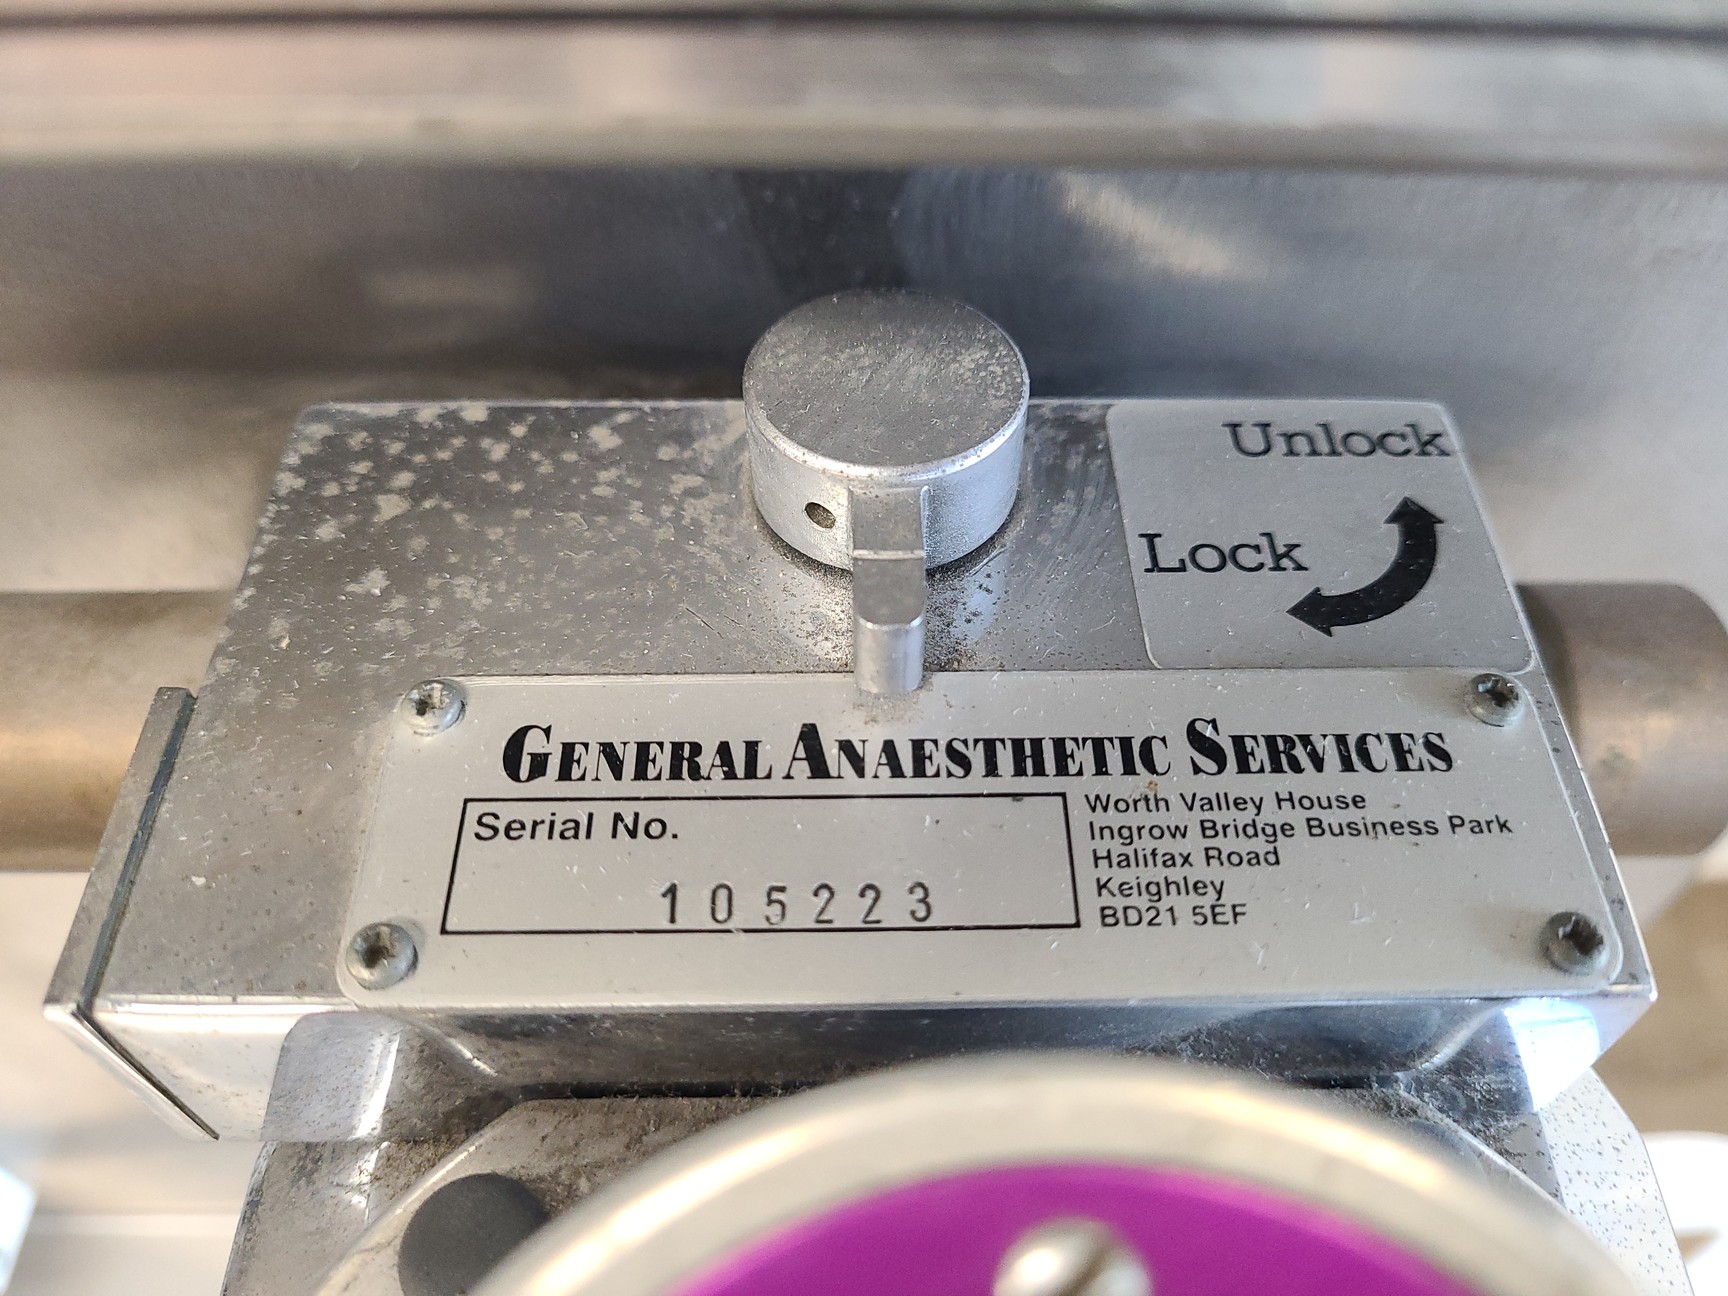 Unlock
Lock
GENERAL ANAESTHETIC SERVICES
Serial No.
105223
Worth Valley House
Ingrow Bridge Business Park
Halifax Road
Keighley
BD21 5EF